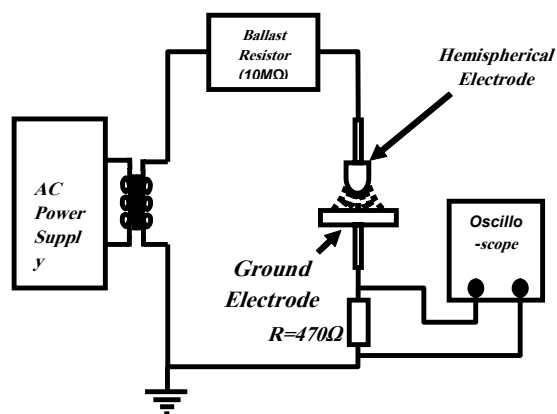 Ballast
Resistor
(10MΩ)
Hemispherical
Electrode
AC
Power
Suppl
y
Oscillo
-scope
Ground
Electrode
R=470Ω